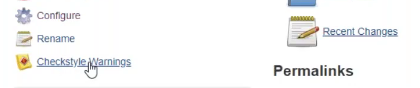 Configure
Rename
Checkstyle Warnings
Recent Changes
Permalinks